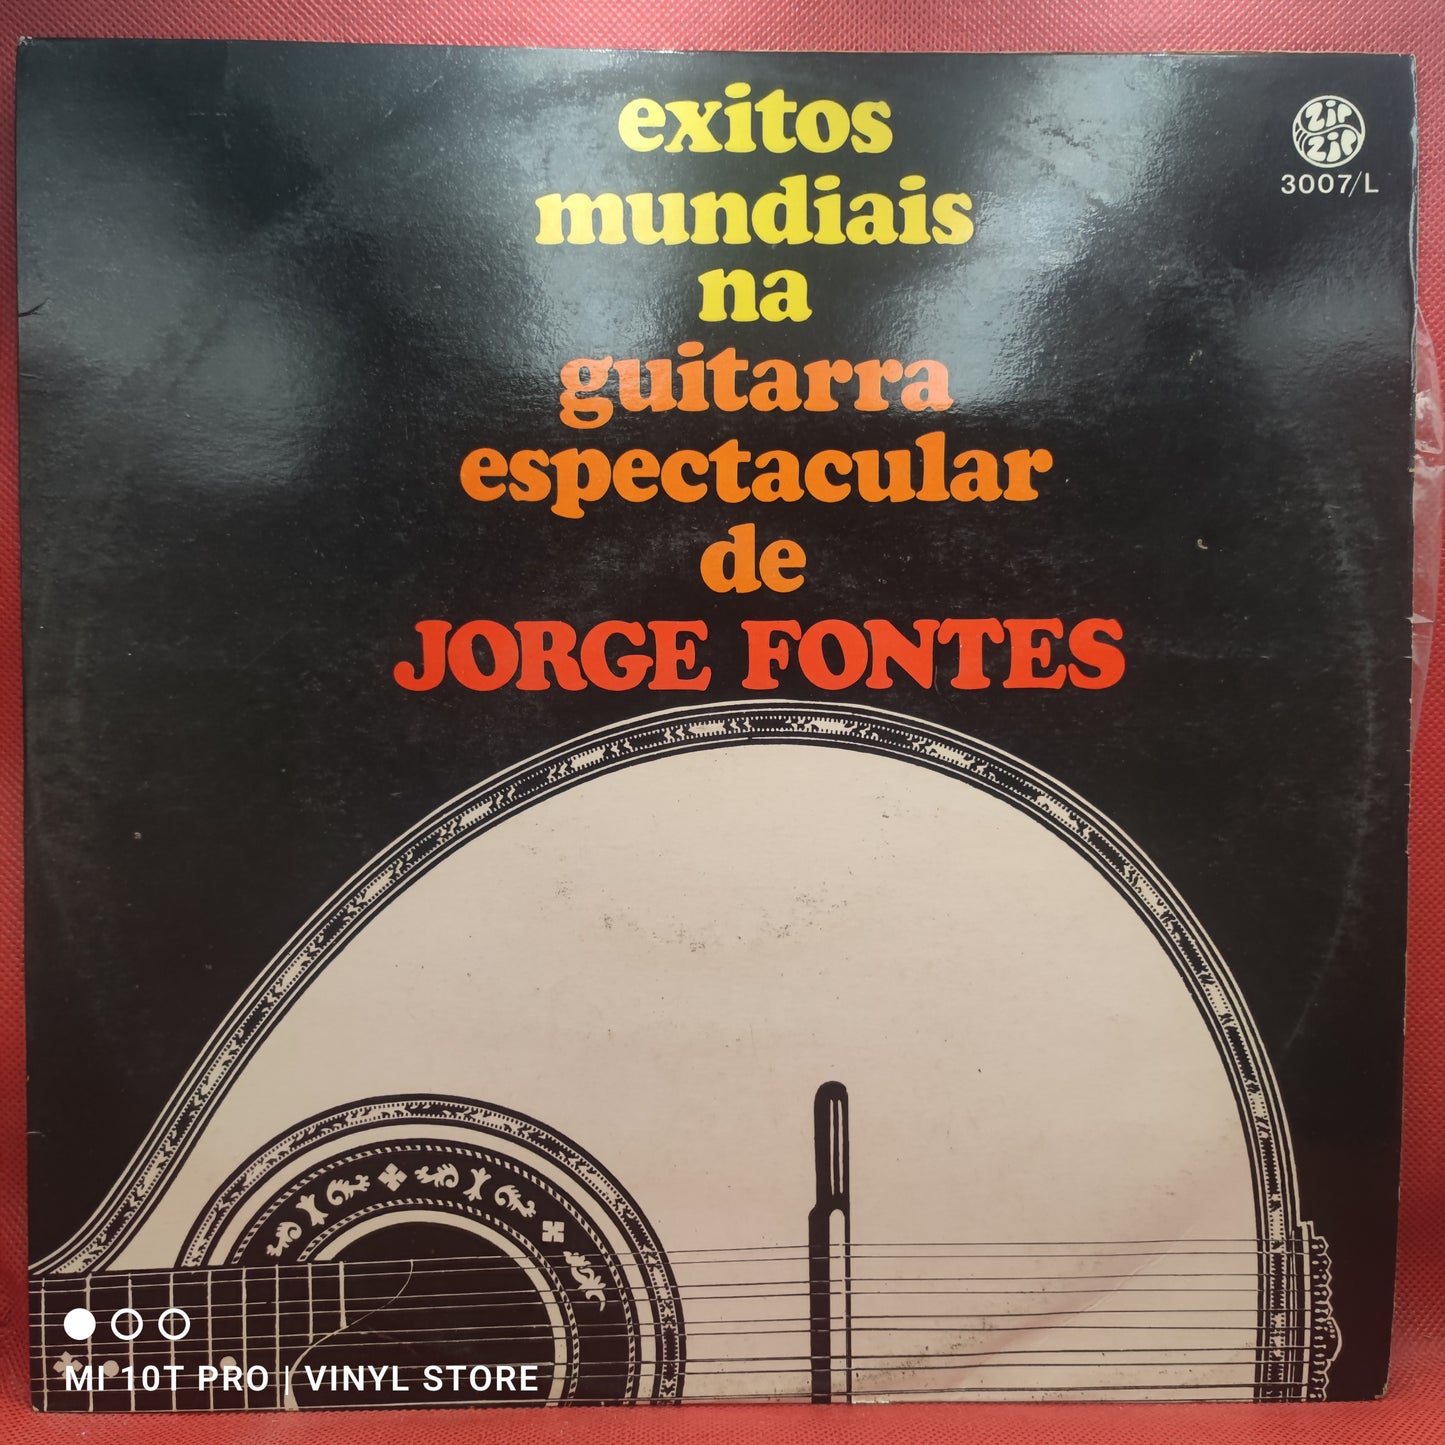 exitos
mundiais
na
guitarra
espectacular
de
JORGE FONTES
zip
zip
3007/L
MI 10T PRO | VINYL STORE